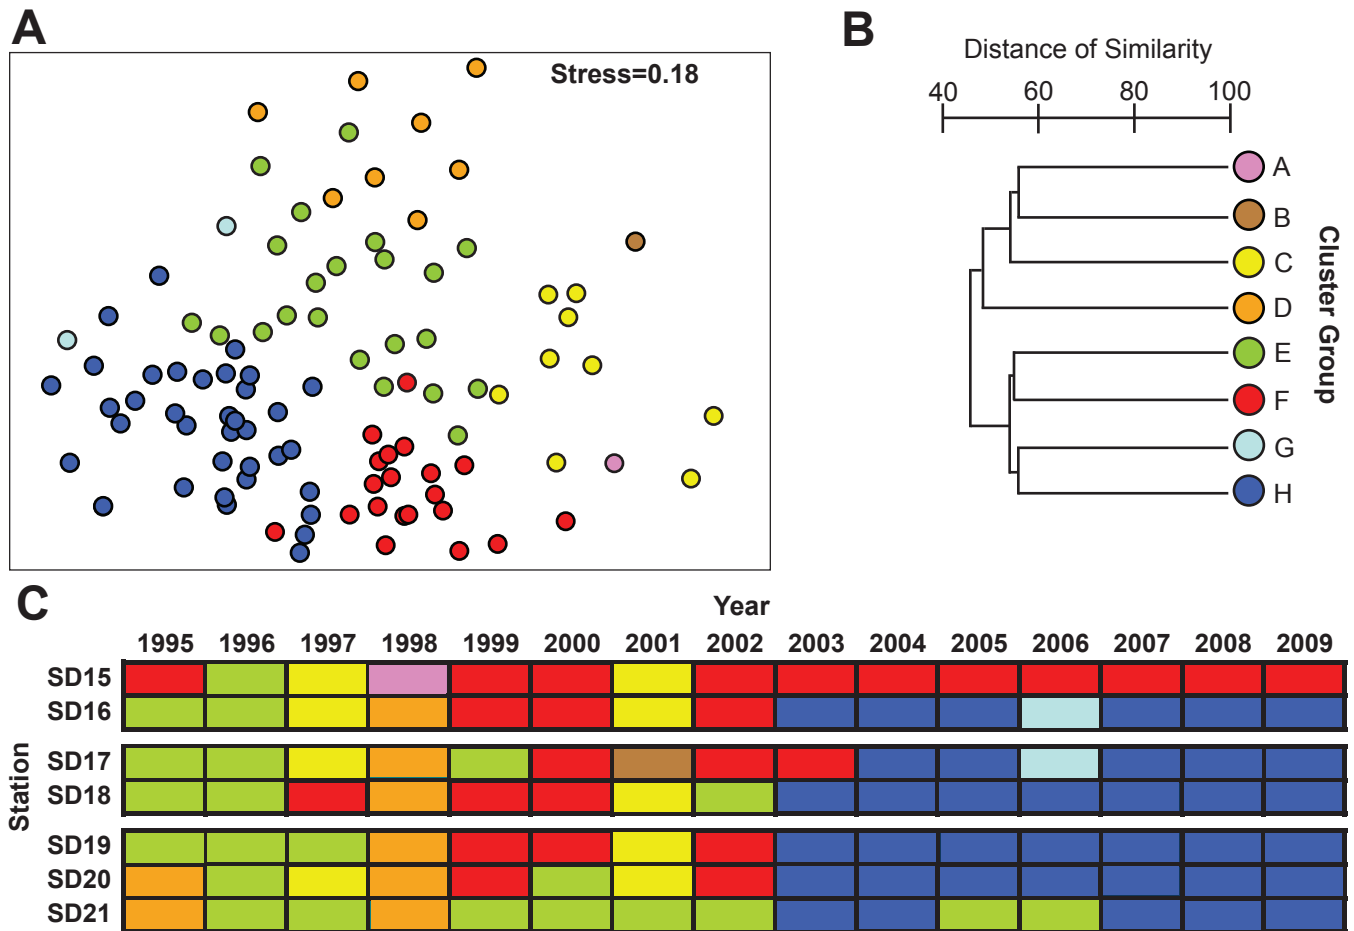 A
Stress=0.18
B
Distance of Similarity
40 60 80 100
A
B
C
D
E
F
G
H
Cluster Group
C
Year
1995 1996 1997 1998 1999 2000 2001 2002 2003 2004 2005 2006 2007 2008 2009
Station
SD15
SD16
SD17
SD18
SD19
SD20
SD21